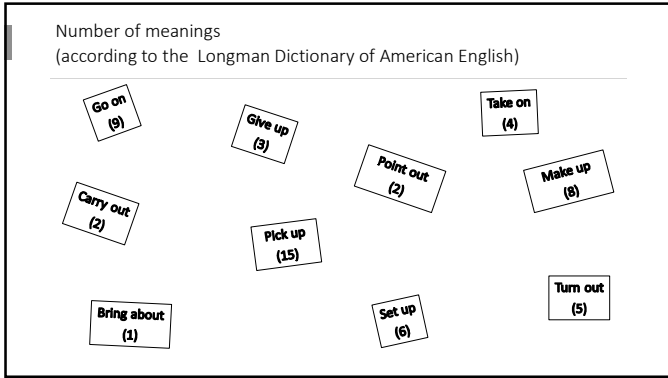 Number of meanings
(according to the Longman Dictionary of American English)
Go on
(9)
Give up
(3)
Take on
(4)
Point out
(2)
Make up
(8)
Carry out
(2)
Pick up
(15)
Bring about
(1)
Set up
(6)
Turn out
(5)